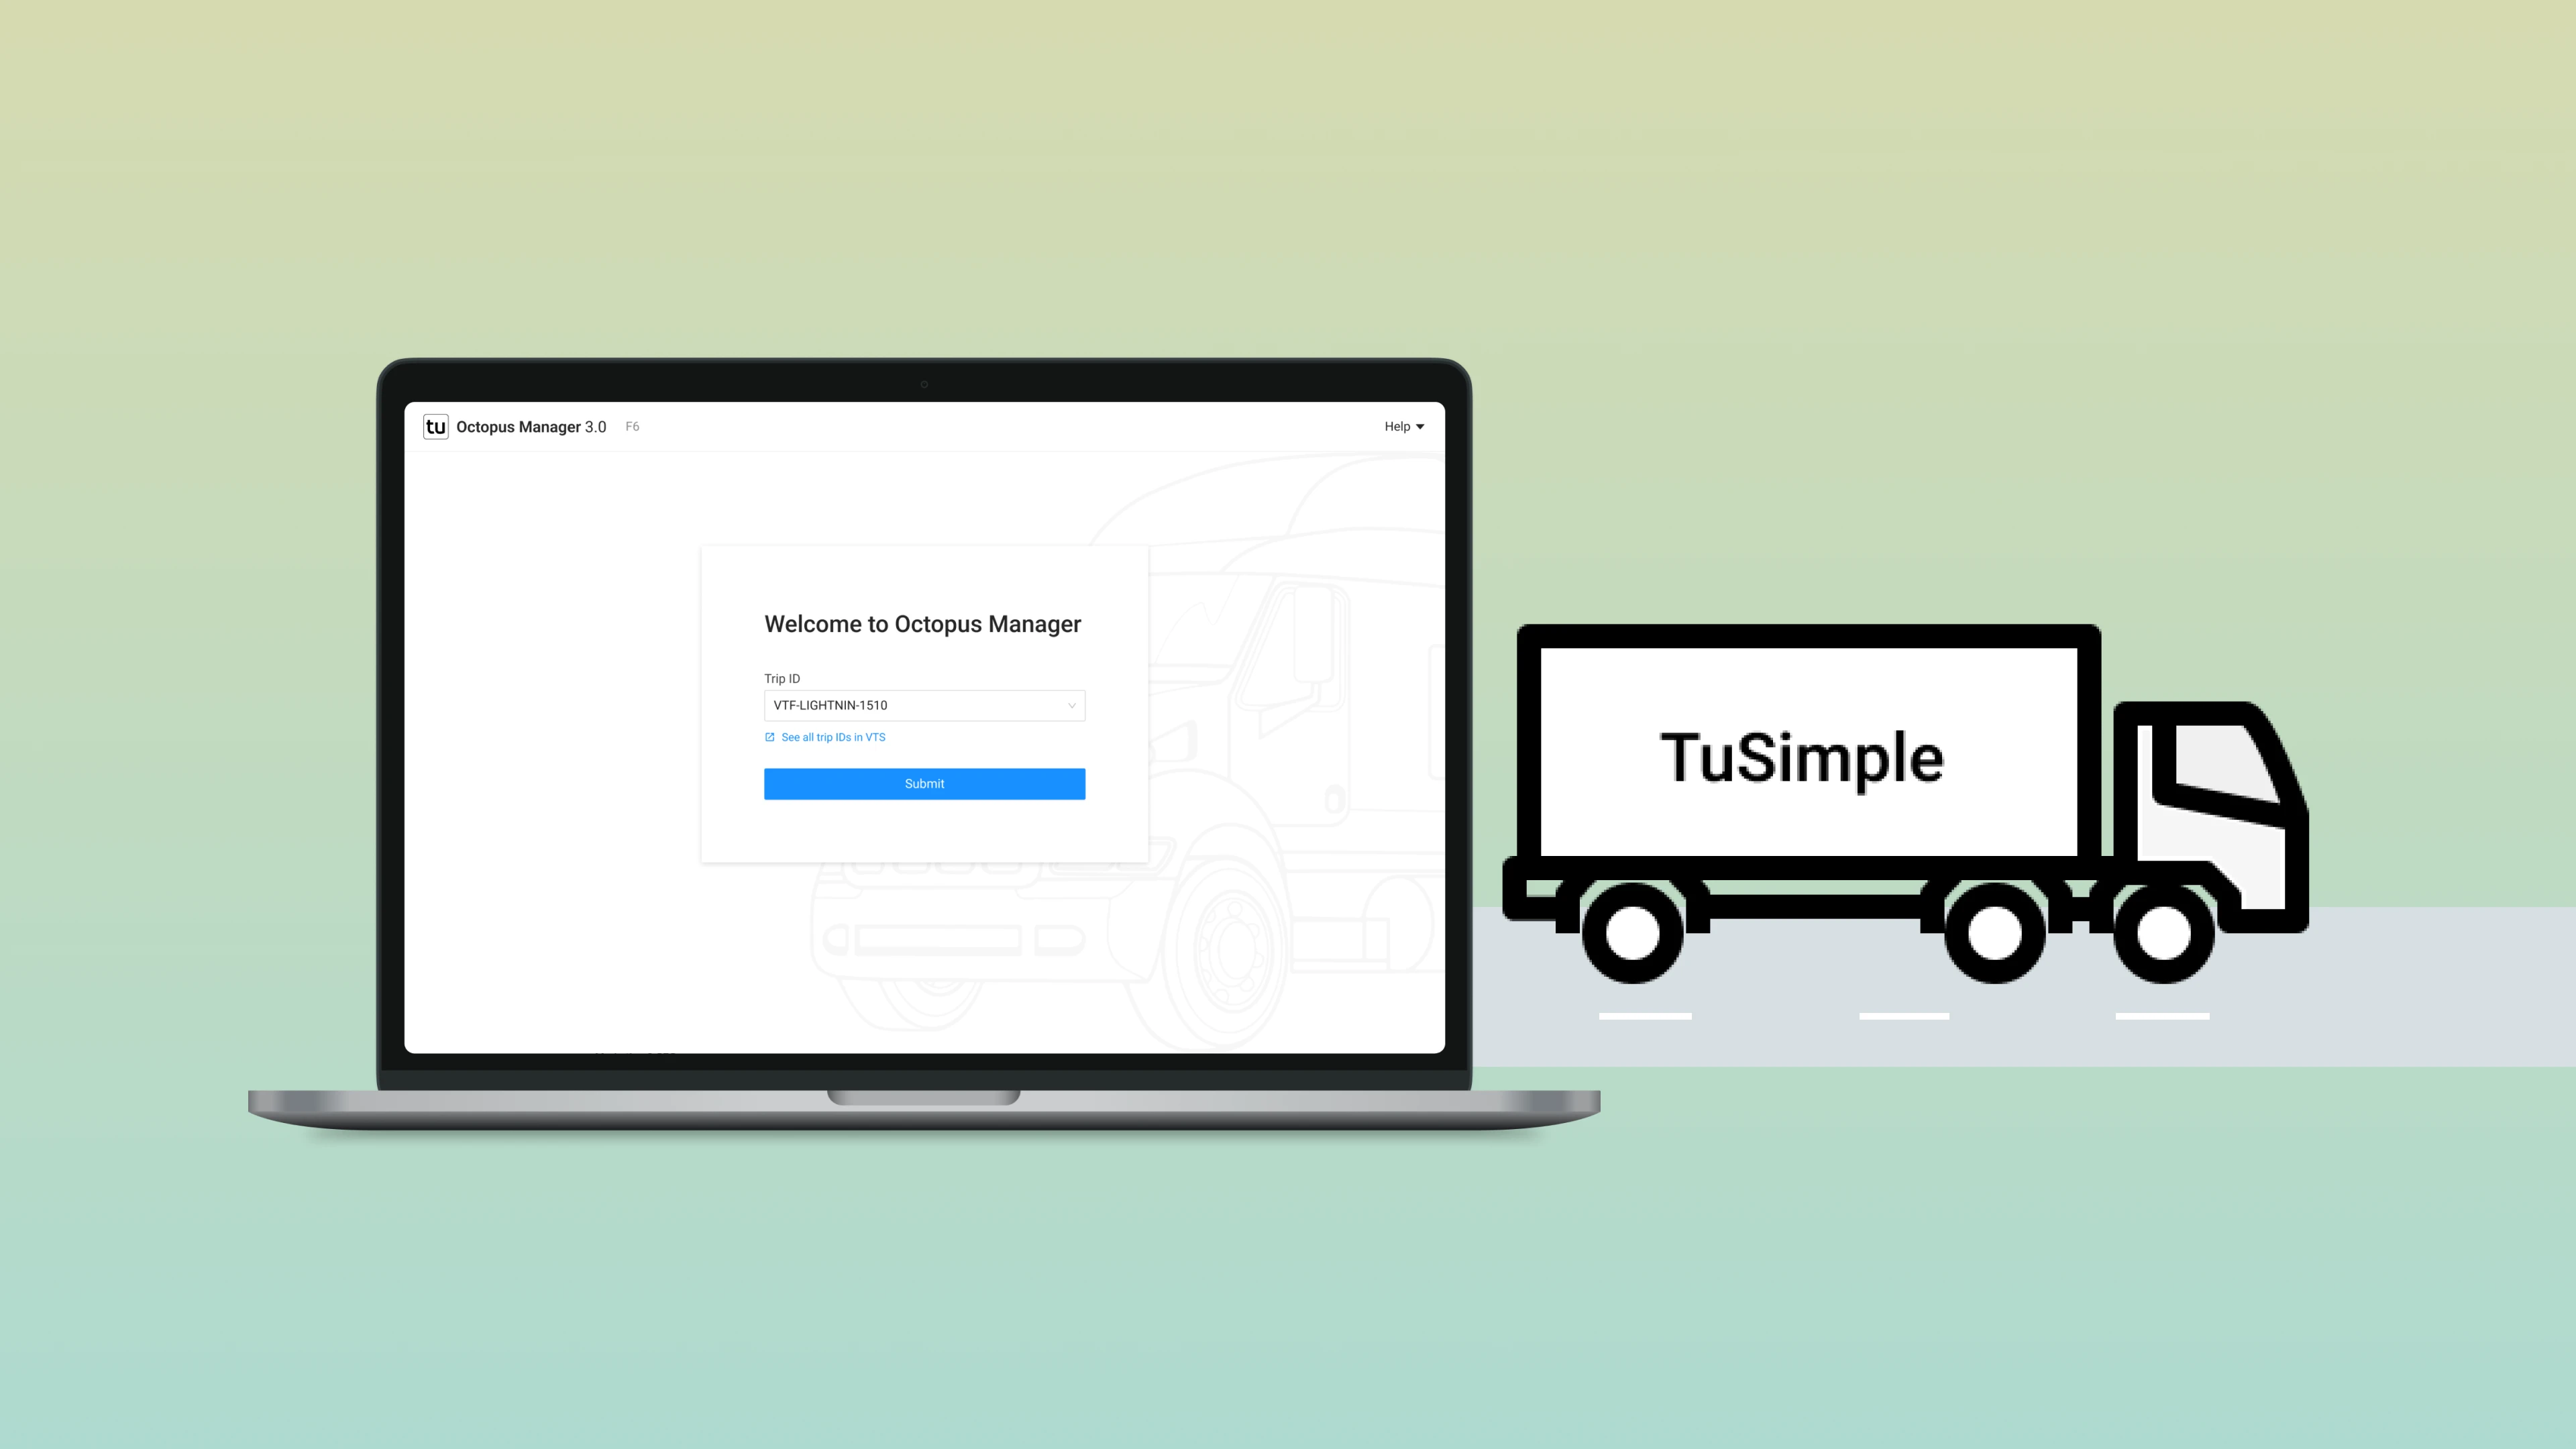 tu Octopus Manager 3.0 F6 Help
Welcome to Octopus Manager
Trip ID
VTF-LIGHTNIN-1510
See all trip IDs in VTS
Submit
TuSimple